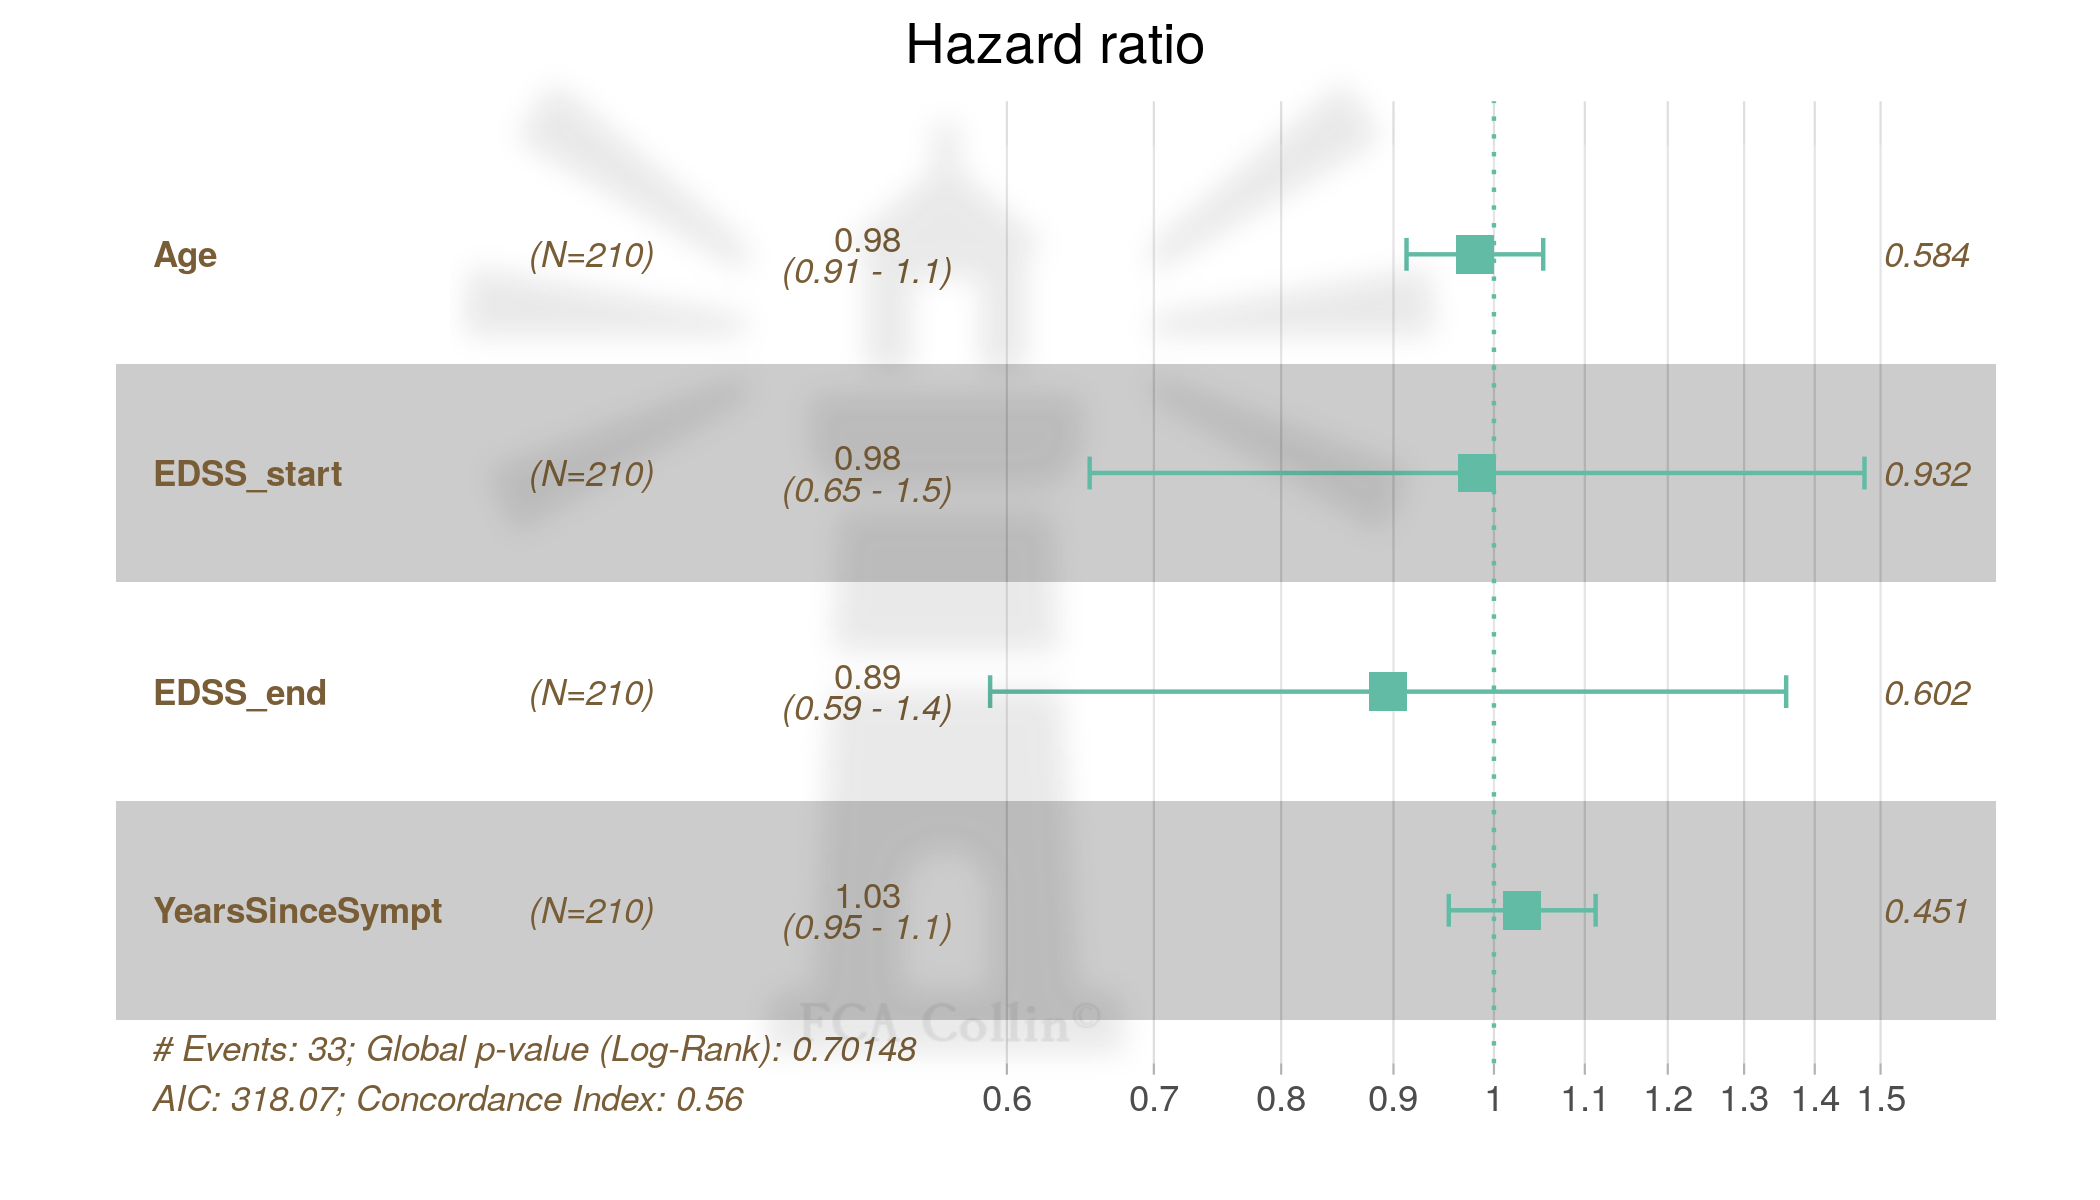 Hazard ratio
Age (N=210) 0.98 0.584
(0.91 - 1.1)
EDSS_start (N=210) 0.98 0.932
(0.65 - 1.5)
EDSS_end (N=210) 0.89 0.602
(0.59 - 1.4)
YearsSinceSympt (N=210) 1.03 0.451
(0.95 - 1.1)
FCA Collin©
# Events: 33; Global p-value (Log-Rank): 0.70148
AIC: 318.07; Concordance Index: 0.56
0.6 0.7 0.8 0.9 1 1.1 1.2 1.3 1.4 1.5